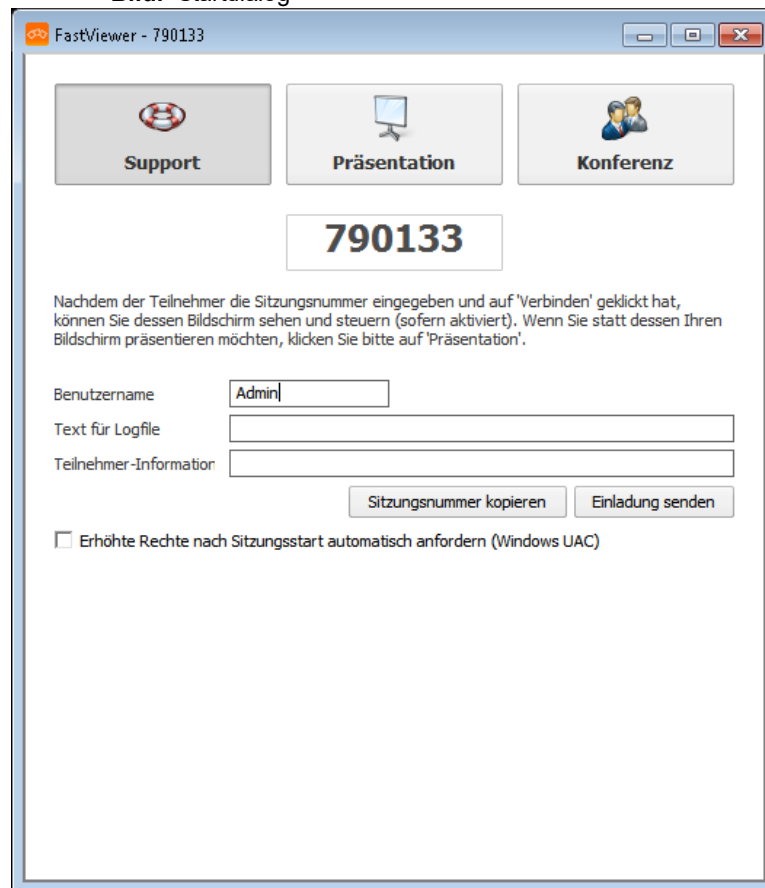 FastViewer - 790133
Support
Präsentation
Konferenz
790133
Nachdem der Teilnehmer die Sitzungsnummer eingegeben und auf 'Verbinden' geklickt hat,
können Sie dessen Bildschirm sehen und steuern (sofern aktiviert). Wenn Sie statt dessen Ihren
Bildschirm präsentieren möchten, klicken Sie bitte auf 'Präsentation'.
Benutzername Admin
Text für Logfile
Teilnehmer-Information
Sitzungsnummer kopieren Einladung senden
Erhöhte Rechte nach Sitzungsstart automatisch anfordern (Windows UAC)